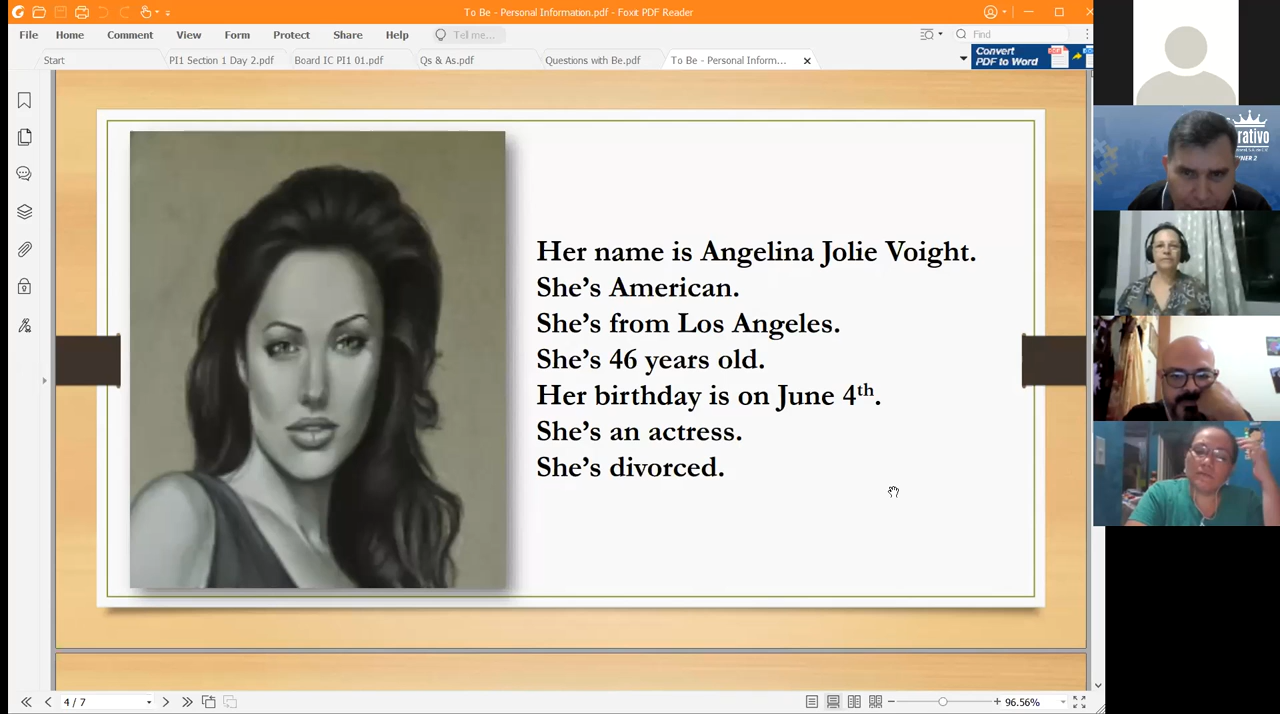 To Be - Personal Information.pdf - Foxit PDF Reader
File Home Comment View Form Protect Share Help Tell me... Find
Start PI1 Section 1 Day 2.pdf Board IC PI1 01.pdf Qs & As.pdf Questions with Be.pdf To Be - Personal Inform...
Convert
PDF to Word
Her name is Angelina Jolie Voight.
She's American.
She's from Los Angeles.
She's 46 years old.
Her birthday is on June 4th.
She's an actress.
She's divorced.
4 / 7
96.56%